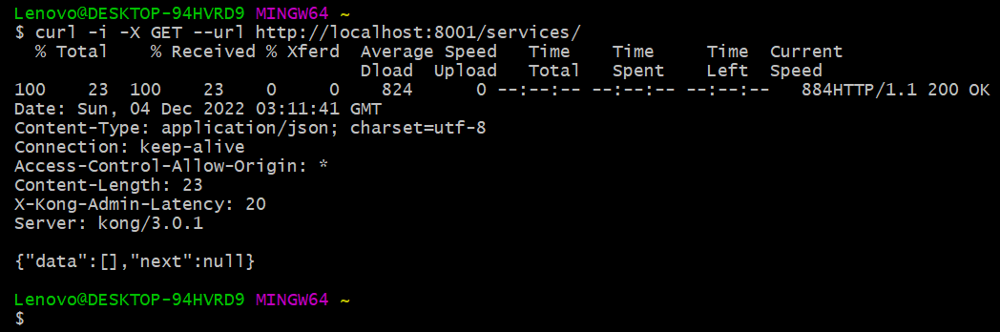 Lenovo@DESKTOP-94HVRD9 MINGW64 ~
$ curl -i -X GET --url http://localhost:8001/services/
  % Total    % Received % Xferd  Average Speed   Time    Time     Time  Current
                                 Dload  Upload   Total   Spent    Left  Speed
100    23  100    23    0     0    824      0 --:--:-- --:--:-- --:--:--   884HTTP/1.1 200 OK
Date: Sun, 04 Dec 2022 03:11:41 GMT
Content-Type: application/json; charset=utf-8
Connection: keep-alive
Access-Control-Allow-Origin: *
Content-Length: 23
X-Kong-Admin-Latency: 20
Server: kong/3.0.1

{"data":[],"next":null}

Lenovo@DESKTOP-94HVRD9 MINGW64 ~
$